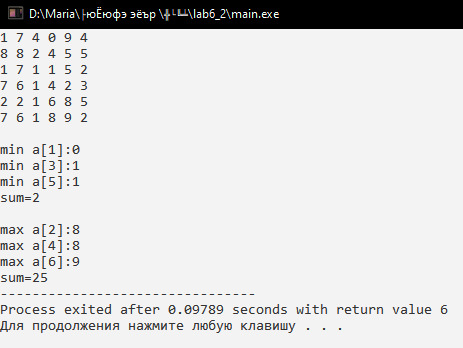 D:\Maria\├юЁюфэ эёър \╬┴╙╨╨\lab6_2\main.exe
1 7 4 0 9 4
8 8 2 4 5 5
1 7 1 1 5 2
7 6 1 4 2 3
2 2 1 6 8 5
7 6 1 8 9 2
min a[1]:0
min a[3]:1
min a[5]:1
sum=2
max a[2]:8
max a[4]:8
max a[6]:9
sum=25
--------------------------------
Process exited after 0.09789 seconds with return value 6
Для продолжения нажмите любую клавишу . . .